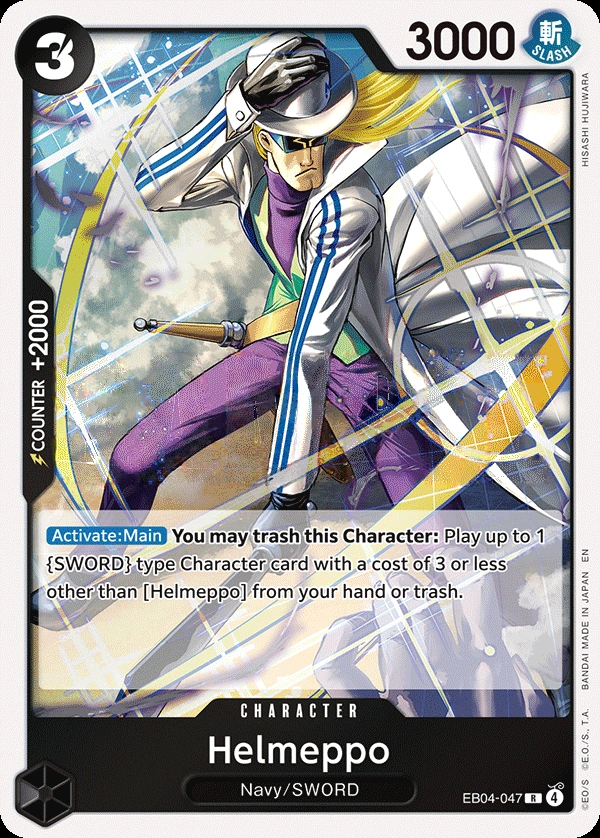 3
3000
斬
SLASH
HISASHI HUJIWARA
COUNTER +2000
Activate:Main You may trash this Character: Play up to 1
{SWORD} type Character card with a cost of 3 or less
other than [Helmeppo] from your hand or trash.
©EO/S ©E.O./S., T.A. BANDAI MADE IN JAPAN EN
CHARACTER
Helmeppo
Navy/SWORD
EB04-047 R 4